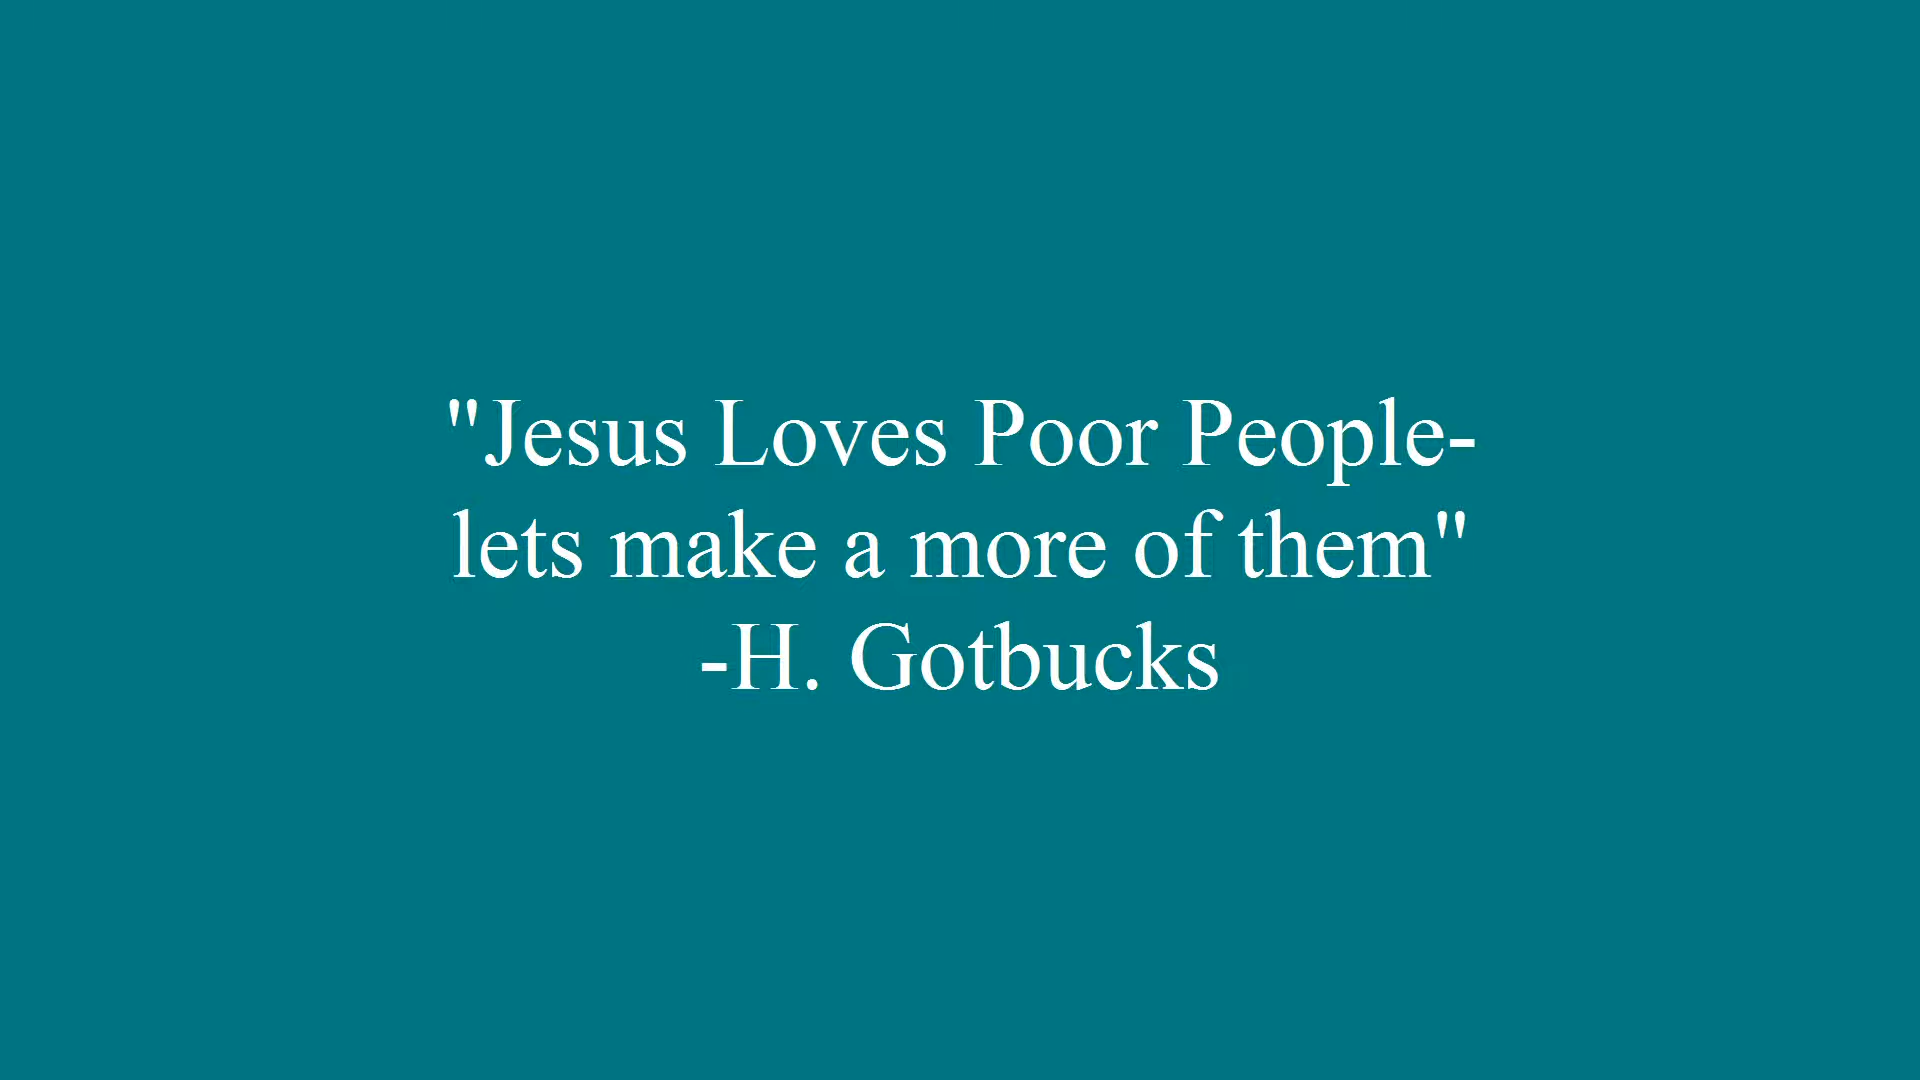 "Jesus Loves Poor People-
lets make a more of them"
-H. Gotbucks